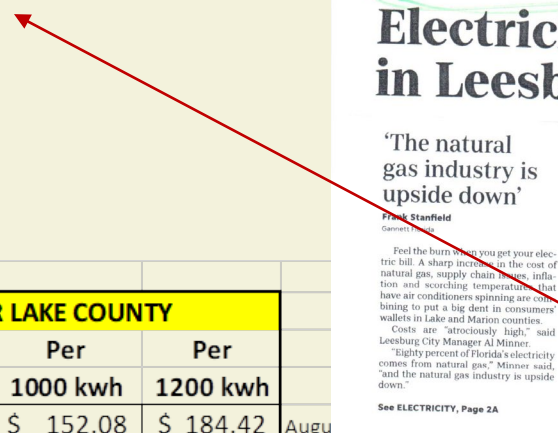 Electric
in Leesb
'The natural
gas industry is
upside down'
Frank Stanfield
Gannett Florida
Feel the burn when you get your elec-
tric bill. A sharp increase in the cost of
natural gas, supply chain issues, infla-
tion and scorching temperatures that
have air conditioners spinning are com-
bining to put a big dent in consumers'
wallets in Lake and Marion counties.
Costs are "atrociously high," said
Leesburg City Manager Al Minner.
"Eighty percent of Florida's electricity
comes from natural gas," Minner said,
"and the natural gas industry is upside
down."
See ELECTRICITY, Page 2A
R LAKE COUNTY
Per Per
1000 kwh 1200 kwh
$ 152.08 $ 184.42 Augu